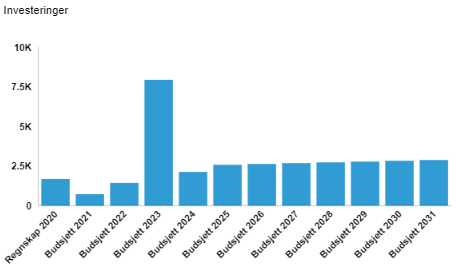 Investeringer
10K
7.5K
5K
2.5K
0
Regnskap 2020
Budsjett 2021
Budsjett 2022
Budsjett 2023
Budsjett 2024
Budsjett 2025
Budsjett 2026
Budsjett 2027
Budsjett 2028
Budsjett 2029
Budsjett 2030
Budsjett 2031